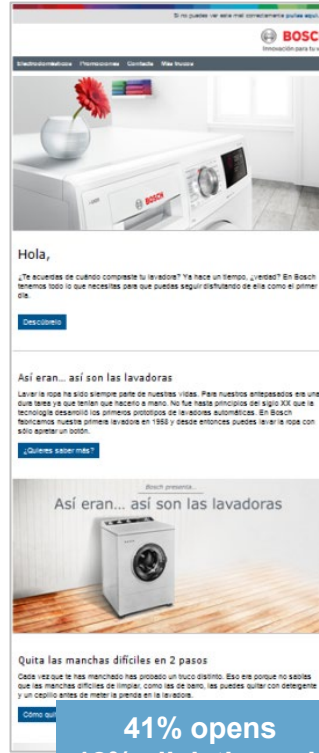 Si no puedes ver este mail correctamente pulsa aquí.
BOSC
Innovación para tu v
Electrodomésticos Promociones Contacto Más trucos
BOSCH
Hola,
¿Te acuerdas de cuándo compraste tu lavadora? Ya hace un tiempo, ¿verdad? En Bosch
tenemos todo lo que necesitas para que puedas seguir disfrutando de ella como el primer
día.
Descúbrelo
Así eran... así son las lavadoras
Lavar la ropa ha sido siempre parte de nuestras vidas. Para nuestros antepasados era una
dura tarea ya que tenían que hacerlo a mano. No fue hasta principios del siglo XX que la
tecnología desarrolló los primeros prototipos de lavadoras automáticas. En Bosch
fabricamos nuestra primera lavadora en 1958 y desde entonces puedes lavar la ropa con
sólo apretar un botón.
¿Quieres saber más?
Bosch presenta...
Así eran... así son las lavadoras
Quita las manchas difíciles en 2 pasos
Cada vez que te has manchado has probado un truco distinto. Eso era porque no sabías
que las manchas difíciles de limpiar, como las de barro, las puedes quitar con detergente
y un cepillo antes de meter la prenda en la lavadora.
Cómo qui
41% opens